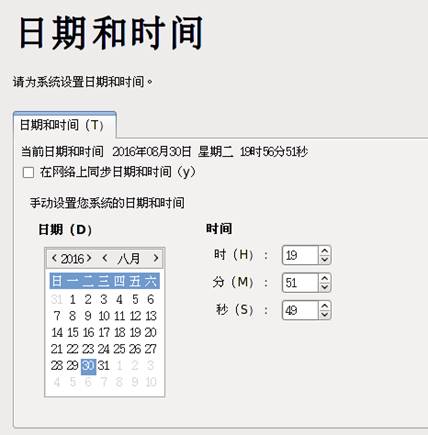 日期和时间
请为系统设置日期和时间。
日期和时间（T）
当前日期和时间 2016年08月30日 星期二 19时56分51秒
在网络上同步日期和时间（y）
手动设置您系统的日期和时间
日期（D）
时间
< 2016 > < 八月 >
时（H）： 19
日 一 二 三 四 五 六
分（M）： 51
31 1 2 3 4 5 6
秒（S）： 49
7 8 9 10 11 12 13
14 15 16 17 18 19 20
21 22 23 24 25 26 27
28 29 30 31 1 2 3
4 5 6 7 8 9 10